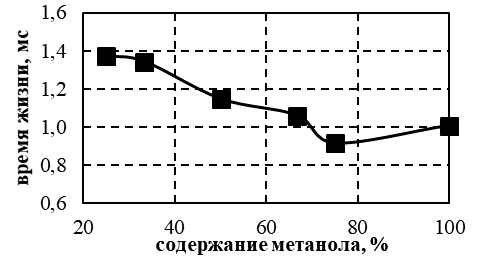 1,6
1,4
1,2
1,0
0,8
0,6
время жизни, мс
20 40 60 80 100
содержание метанола, %